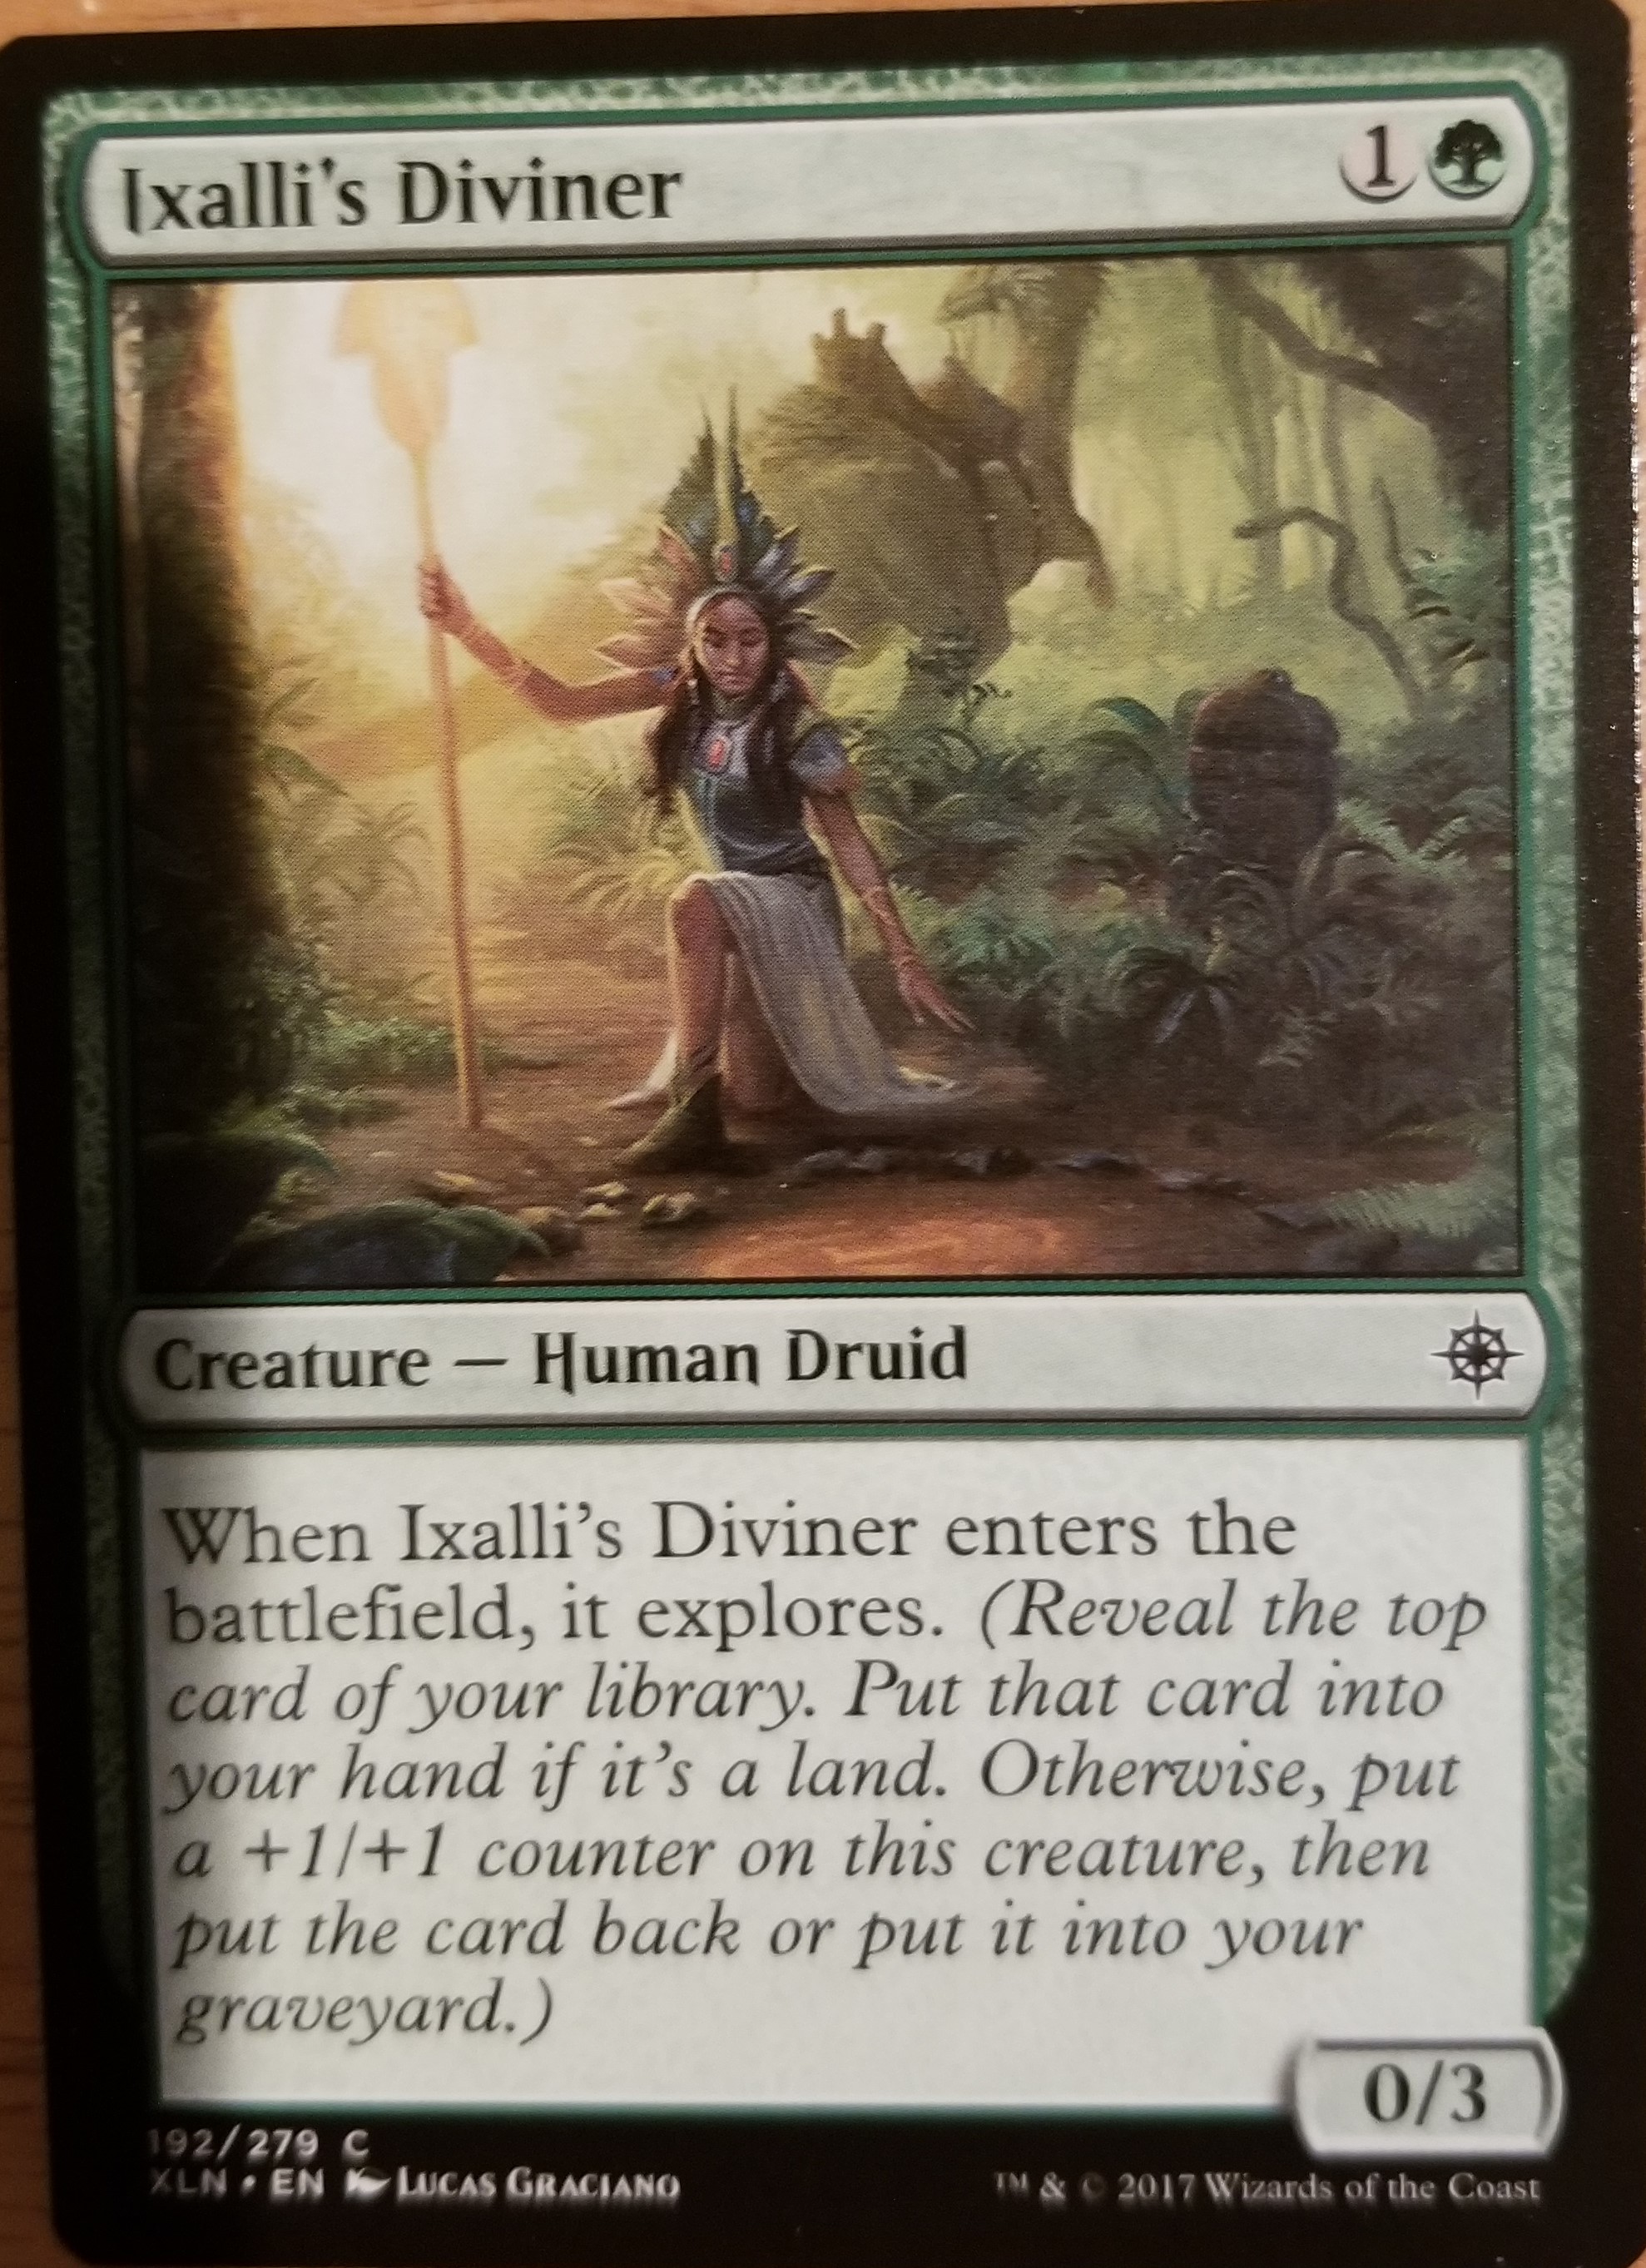 Ixalli's Diviner 1
Creature — Human Druid
When Ixalli's Diviner enters the
battlefield, it explores. (Reveal the top
card of your library. Put that card into
your hand if it's a land. Otherwise, put
a +1/+1 counter on this creature, then
put the card back or put it into your
graveyard.)
0/3
192/279 C
XLN • EN Lucas Graciano
™ & © 2017 Wizards of the Coast